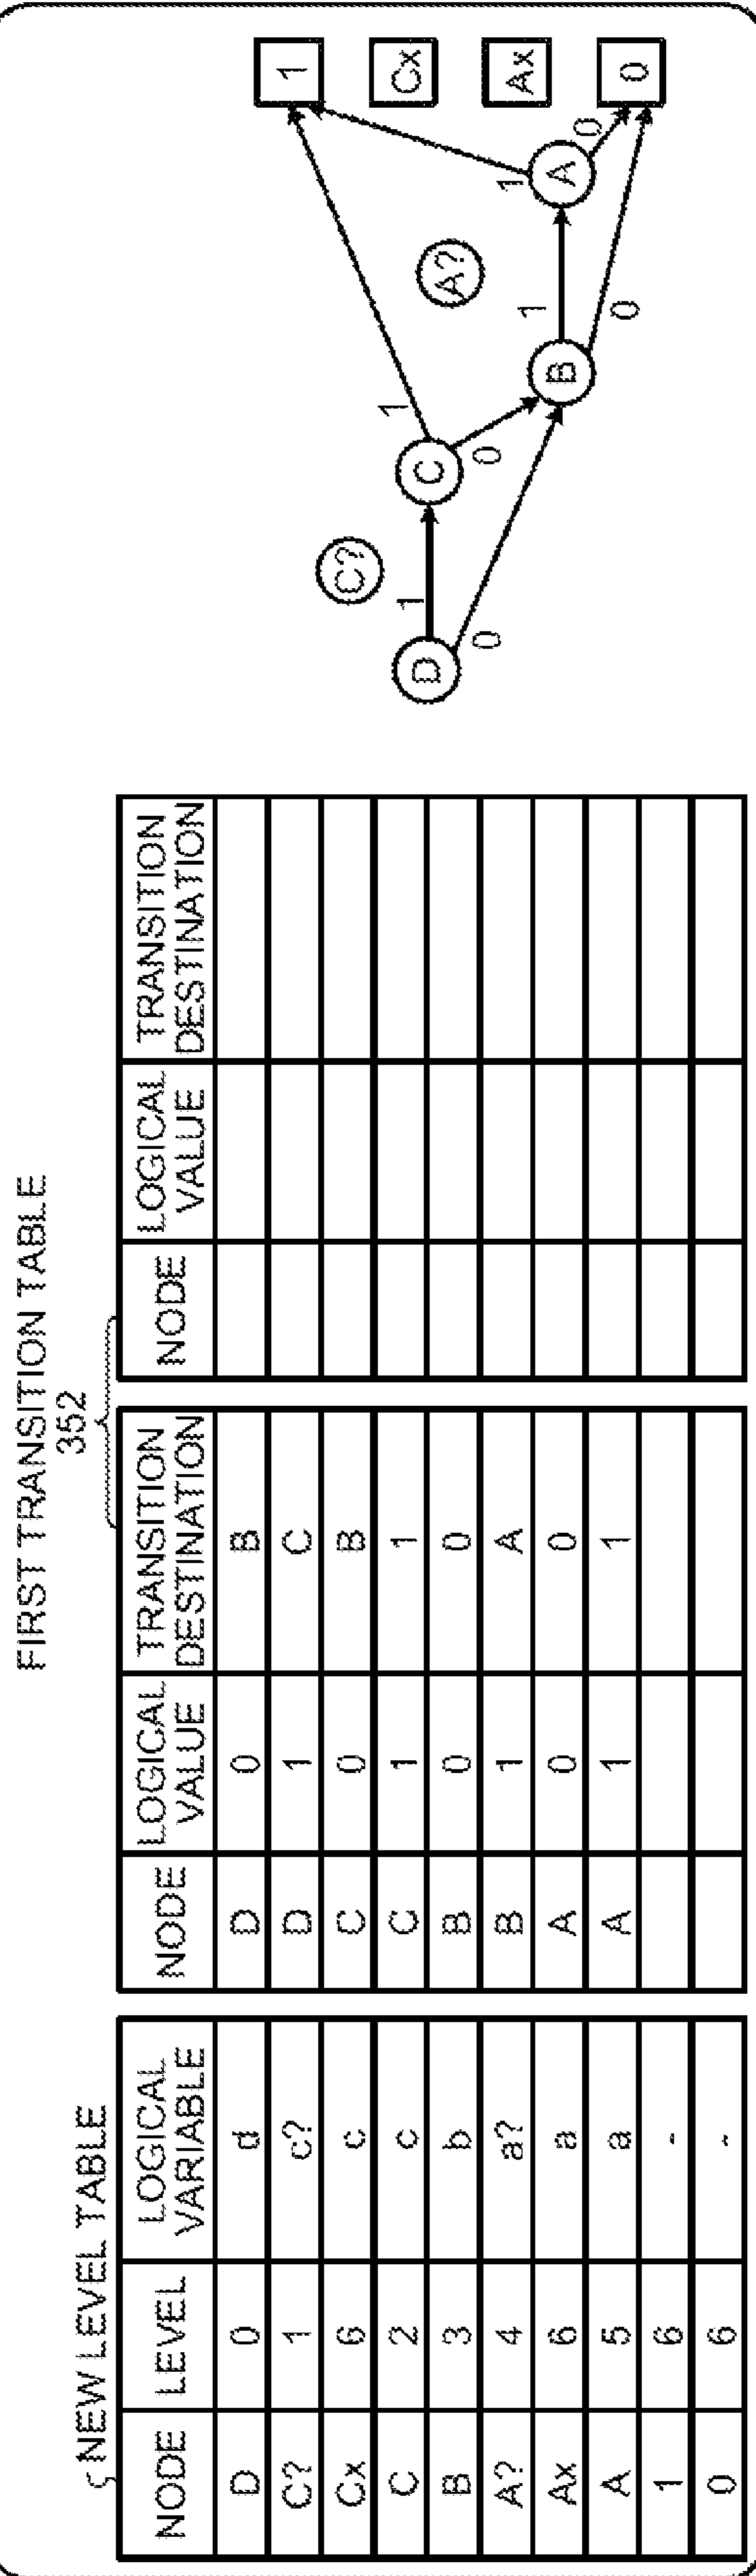 FIRST TRANSITION TABLE
352
NEW LEVEL TABLE
NODE LEVEL LOGICAL VARIABLE
D 0 d
C? 1 c?
Cx 6 c
C 2 c
B 3 b
A? 4 a?
Ax 6 a
A 5 a
1 6 -
0 6 -
NODE LOGICAL VALUE TRANSITION DESTINATION
D 0 B
D 1 C
C 0 B
C 1 1
B 0 0
B 1 A
A 0 0
A 1 1
NODE LOGICAL VALUE TRANSITION DESTINATION
C?
D 1 C 1
0
0
A?
B 1 A 1
0
0
1
Cx
Ax
0